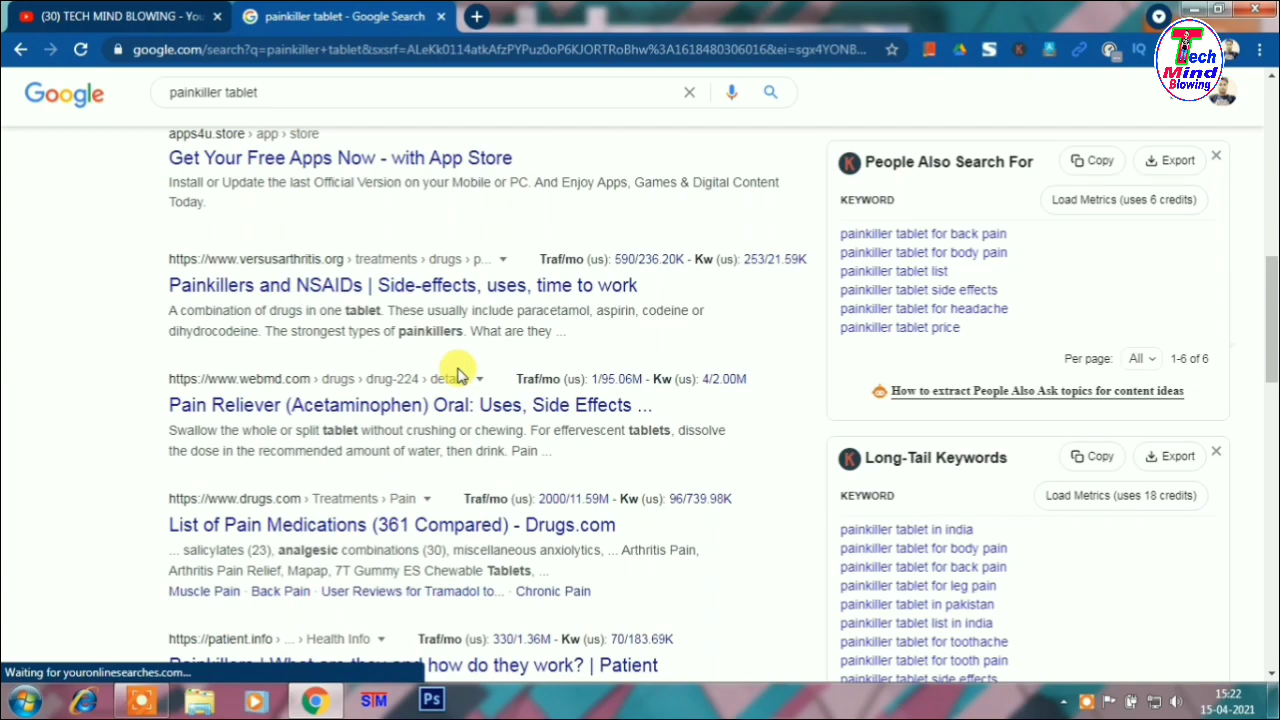 (30) TECH MIND BLOWING - You
painkiller tablet - Google Search
google.com/search?q=painkiller+tablet&sxsrf=ALeKk0114atkAfzPYPuz0oP6KJORTRoBhw%3A1618480306016&ei=sgx4YONB...
Tech
Mind
Blowing
Google
painkiller tablet
apps4u.store › app › store
Get Your Free Apps Now - with App Store
Install or Update the last Official Version on your Mobile or PC. And Enjoy Apps, Games & Digital Content
Today.
https://www.versusarthritis.org › treatments › drugs › p... Traf/mo (us): 590/236.20K - Kw (us): 253/21.59K
Painkillers and NSAIDs | Side-effects, uses, time to work
A combination of drugs in one tablet. These usually include paracetamol, aspirin, codeine or
dihydrocodeine. The strongest types of painkillers. What are they ...
https://www.webmd.com › drugs › drug-224 › Traf/mo (us): 1/95.06M - Kw (us): 4/2.00M
Pain Reliever (Acetaminophen) Oral: Uses, Side Effects ...
Swallow the whole or split tablet without crushing or chewing. For effervescent tablets, dissolve
the dose in the recommended amount of water, then drink. Pain ...
https://www.drugs.com › Treatments › Pain Traf/mo (us): 2000/11.59M - Kw (us): 96/739.98K
List of Pain Medications (361 Compared) - Drugs.com
... salicylates (23), analgesic combinations (30), miscellaneous anxiolytics, ... Arthritis Pain,
Arthritis Pain Relief, Mapap, 7T Gummy ES Chewable Tablets, ...
Muscle Pain · Back Pain · User Reviews for Tramadol to... · Chronic Pain
https://patient.info › ... › Health Info Traf/mo (us): 330/1.36M - Kw (us): 70/183.69K
Painkillers | What are they and how do they work? | Patient
People Also Search For Copy Export
KEYWORD Load Metrics (uses 6 credits)
painkiller tablet for back pain
painkiller tablet for body pain
painkiller tablet list
painkiller tablet side effects
painkiller tablet for headache
painkiller tablet price
Per page: All 1-6 of 6
How to extract People Also Ask topics for content ideas
Long-Tail Keywords Copy Export
KEYWORD Load Metrics (uses 18 credits)
painkiller tablet in india
painkiller tablet for body pain
painkiller tablet for back pain
painkiller tablet for leg pain
painkiller tablet in pakistan
painkiller tablet list in india
painkiller tablet for toothache
painkiller tablet for tooth pain
painkiller tablet side effects
Waiting for youronlinesearches.com...
SIM
Ps
15:22
15-04-2021